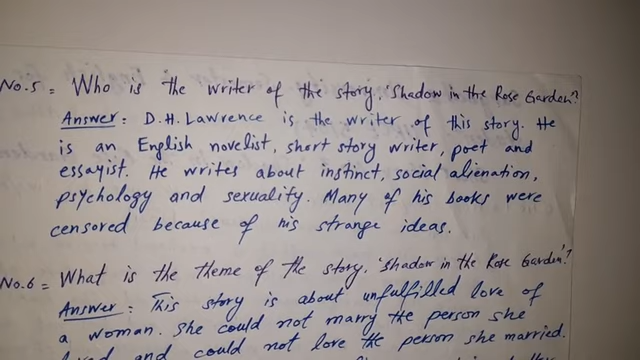 No.5 = Who is the writer of the story, 'Shadow in the Rose Garden'?
Answer: D.H. Lawrence is the writer of this story. He
is an English novelist, short story writer, poet and
essayist. He writes about instinct, social alienation,
psychology and sexuality. Many of his books were
censored because of his strange ideas.
No.6 = What is the theme of the story, 'Shadow in the Rose Garden'?
Answer: This story is about unfulfilled love of
a woman. She could not marry the person she
loved and could not love the person she married.